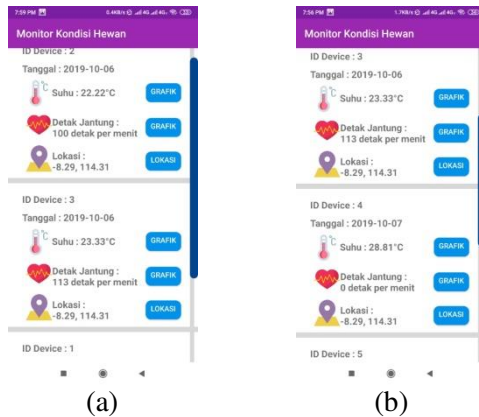 7:59 PM
Monitor Kondisi Hewan
ID Device : 2
Tanggal : 2019-10-06
Suhu : 22.22°C
GRAFIK
Detak Jantung :
100 detak per menit
GRAFIK
Lokasi :
-8.29, 114.31
LOKASI
ID Device : 3
Tanggal : 2019-10-06
Suhu : 23.33°C
GRAFIK
Detak Jantung :
113 detak per menit
GRAFIK
Lokasi :
-8.29, 114.31
LOKASI
ID Device : 1
(a)
7:56 PM
Monitor Kondisi Hewan
ID Device : 3
Tanggal : 2019-10-06
Suhu : 23.33°C
GRAFIK
Detak Jantung :
113 detak per menit
GRAFIK
Lokasi :
-8.29, 114.31
LOKASI
ID Device : 4
Tanggal : 2019-10-07
Suhu : 28.81°C
GRAFIK
Detak Jantung :
0 detak per menit
GRAFIK
Lokasi :
-8.29, 114.31
LOKASI
ID Device : 5
(b)